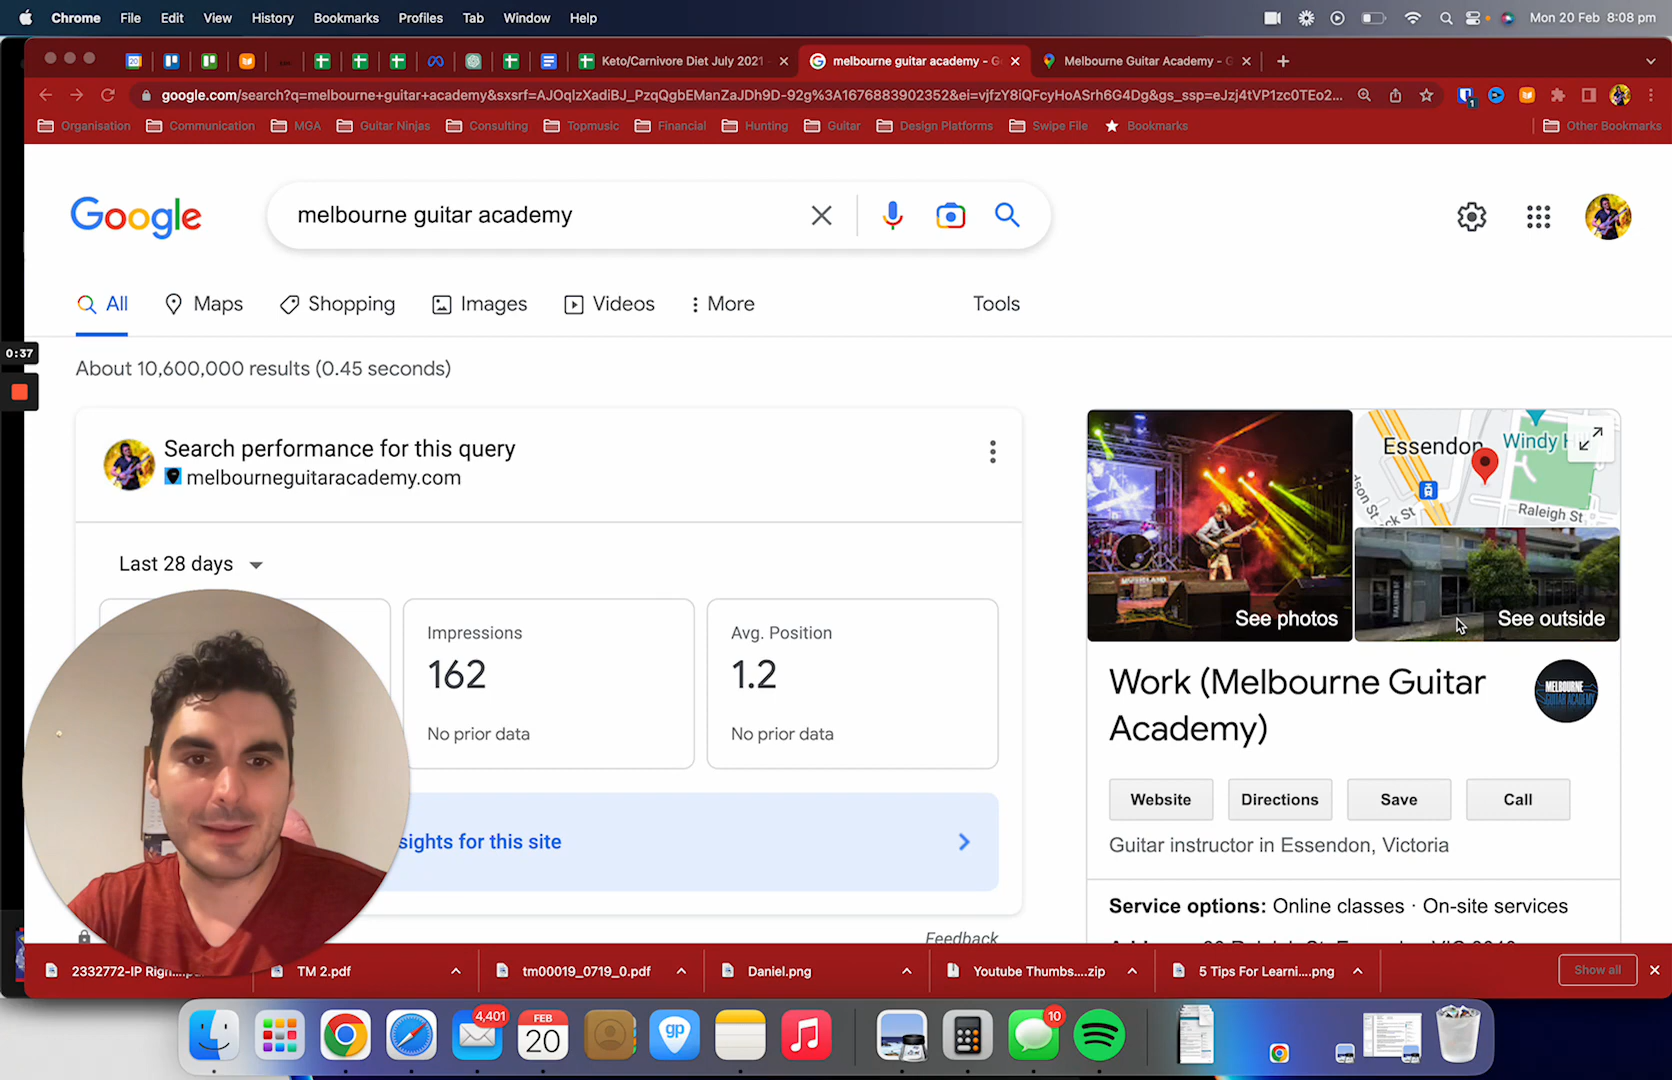 Chrome File Edit View History Bookmarks Profiles Tab Window Help
Mon 20 Feb 8:08 pm
Keto/Carnivore Diet July 2021
melbourne guitar academy - G
Melbourne Guitar Academy - G
google.com/search?q=melbourne+guitar+academy&sxsrf=AJOqlzXadiBJ_PzqQgbEManZaJDh9D-92g%3A1676883902352&ei=vjfzY8iQFcyHoASrh6G4Dg&gs_ssp=eJzj4tVP1zc0TEo2...
Organisation Communication MGA Guitar Ninjas Consulting Topmusic Financial Hunting Guitar Design Platforms Swipe File Bookmarks Other Bookmarks
Google
melbourne guitar academy
All Maps Shopping Images Videos More Tools
0:37
About 10,600,000 results (0.45 seconds)
Search performance for this query
melbourneguitaracademy.com
Last 28 days
Impressions
162
No prior data
Avg. Position
1.2
No prior data
sights for this site
Feedback
Essendon
Windy H
Raleigh St
See photos
See outside
Work (Melbourne Guitar
Academy)
MELBOURNE
GUITAR ACADEMY
Website Directions Save Call
Guitar instructor in Essendon, Victoria
Service options: Online classes · On-site services
2332772-IP Righ...
TM 2.pdf
tm00019_0719_0.pdf
Daniel.png
Youtube Thumbs....zip
5 Tips For Learni....png
Show all
4,401
FEB
20
gp
10